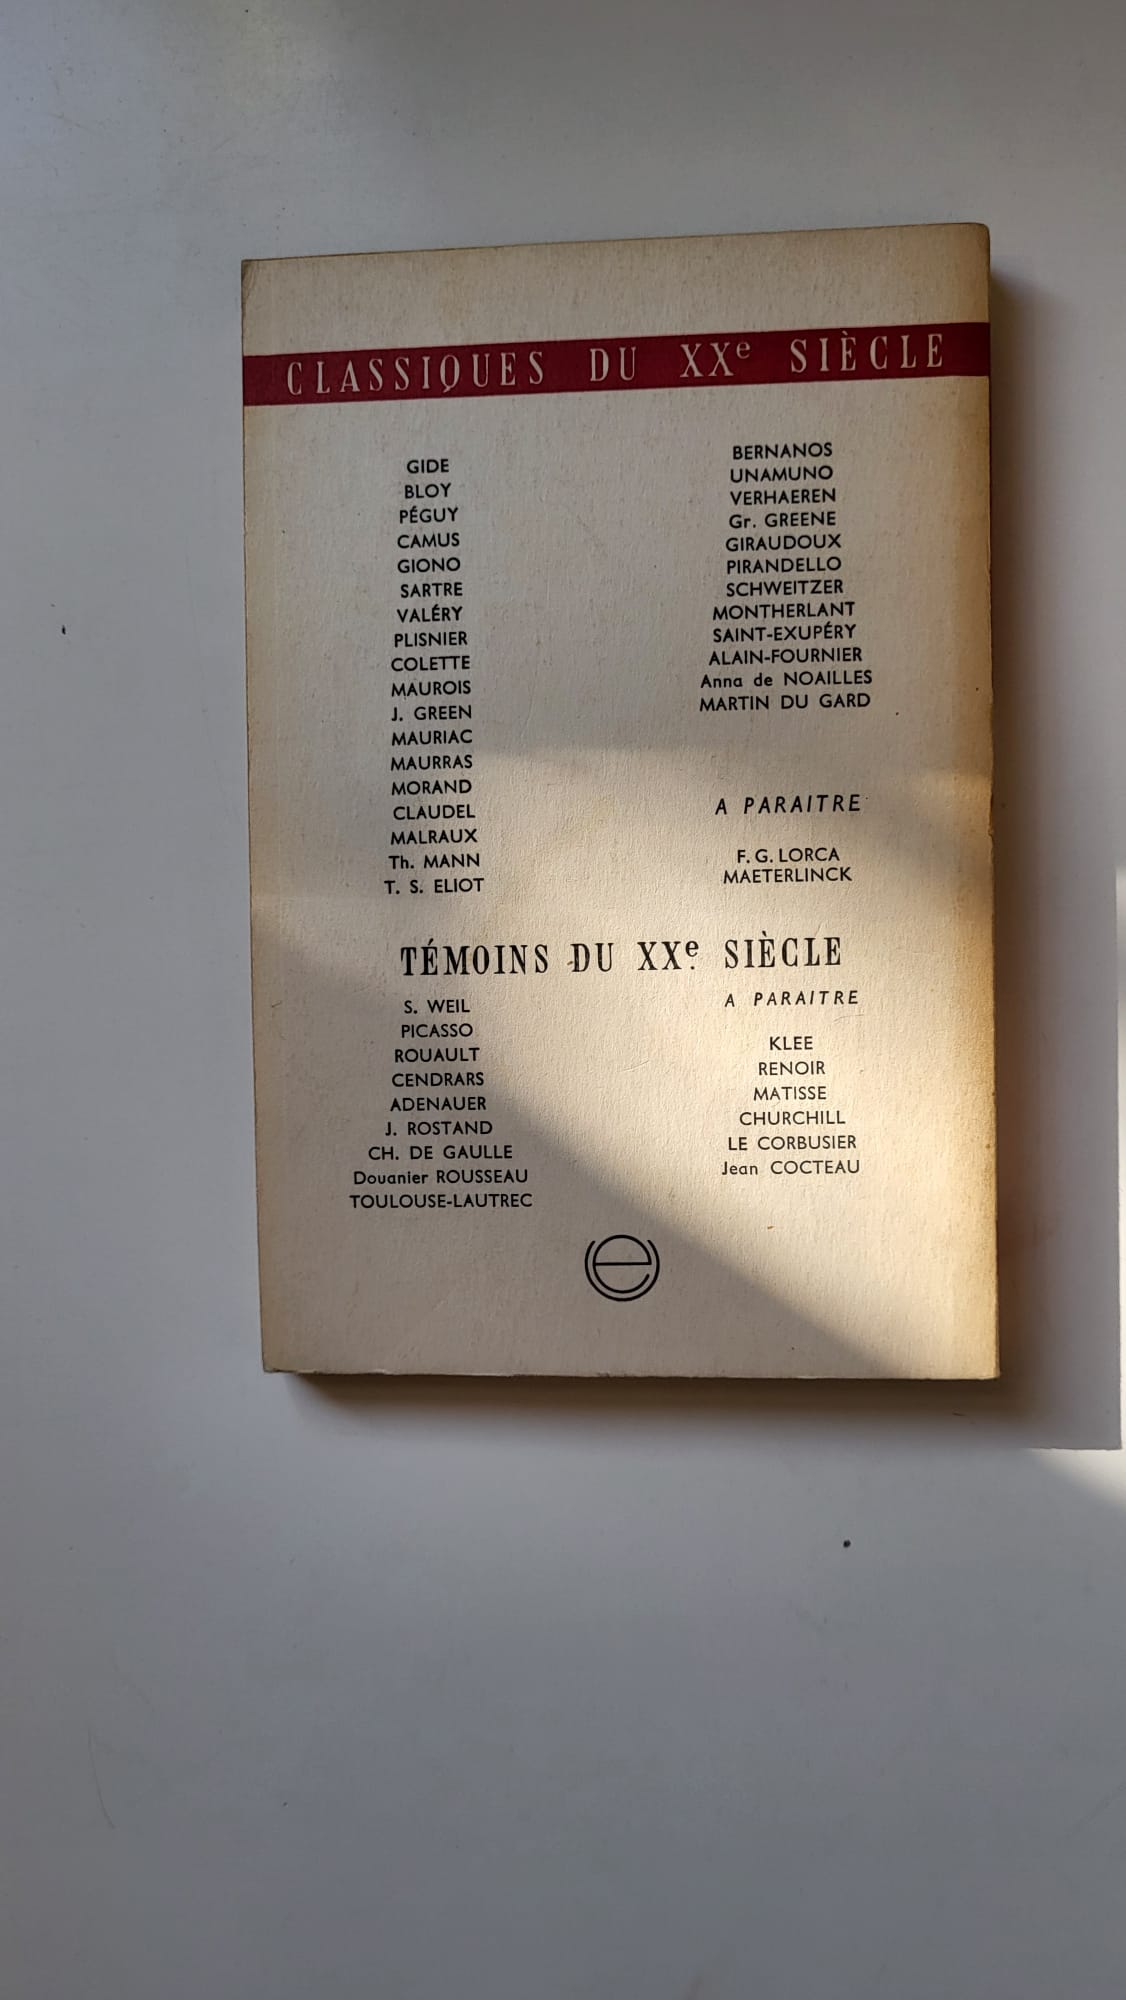 CLASSIQUES DU XXe SIÈCLE
GIDE
BLOY
PÉGUY
CAMUS
GIONO
SARTRE
VALÉRY
PLISNIER
COLETTE
MAUROIS
J. GREEN
MAURIAC
MAURRAS
MORAND
CLAUDEL
MALRAUX
Th. MANN
T. S. ELIOT
BERNANOS
UNAMUNO
VERHAEREN
Gr. GREENE
GIRAUDOUX
PIRANDELLO
SCHWEITZER
MONTHERLANT
SAINT-EXUPÉRY
ALAIN-FOURNIER
Anna de NOAILLES
MARTIN DU GARD
A PARAITRE
F. G. LORCA
MAETERLINCK
TÉMOINS DU XXe SIÈCLE
S. WEIL
PICASSO
ROUAULT
CENDRARS
ADENAUER
J. ROSTAND
CH. DE GAULLE
Douanier ROUSSEAU
TOULOUSE-LAUTREC
A PARAITRE
KLEE
RENOIR
MATISSE
CHURCHILL
LE CORBUSIER
Jean COCTEAU